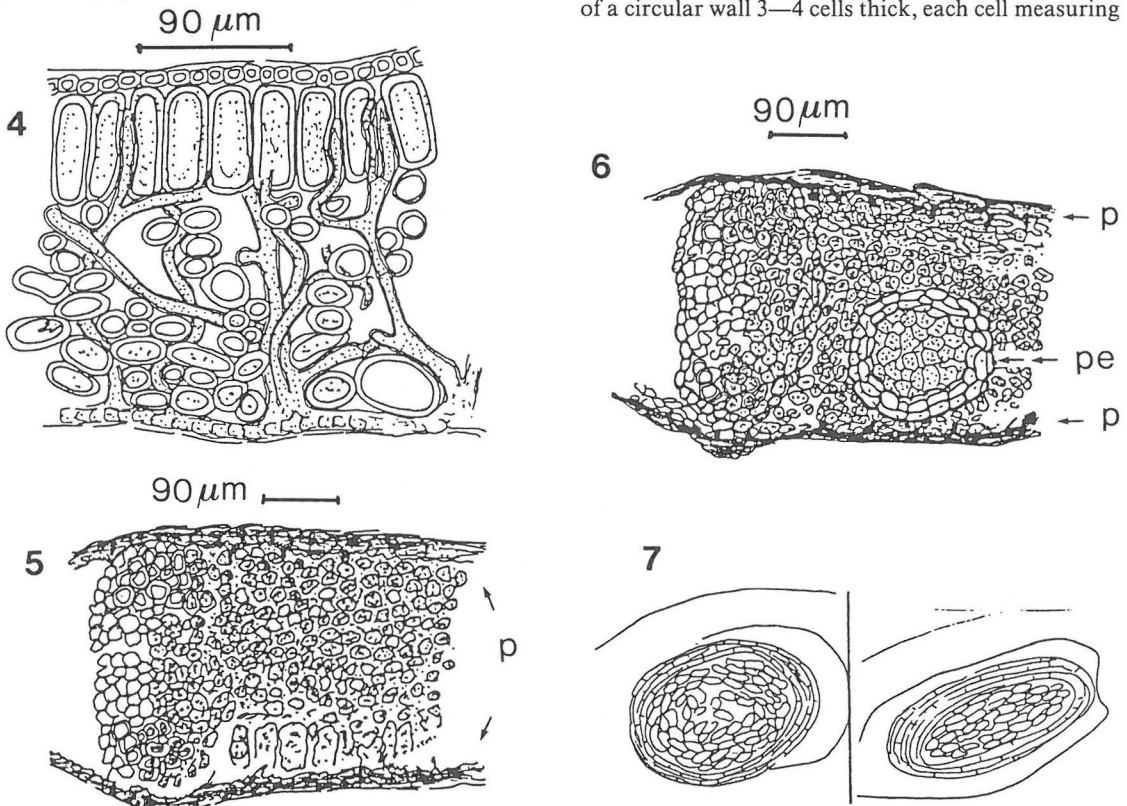 of a circular wall 3—4 cells thick, each cell measuring
90 μm
4
90 μm
6
p
pe
p
90 μm
5
p
7